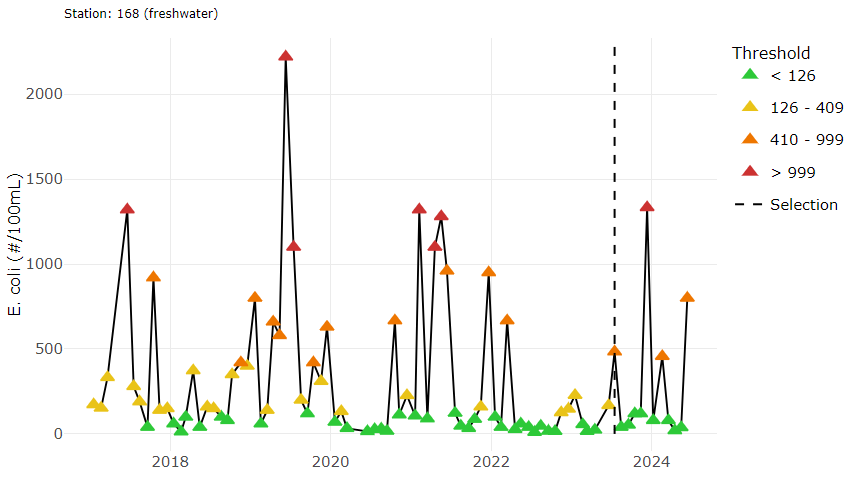 Station: 168 (freshwater)
Threshold
< 126
126 - 409
410 - 999
> 999
Selection
E. coli (#/100mL)
2000
1500
1000
500
0
2018
2020
2022
2024